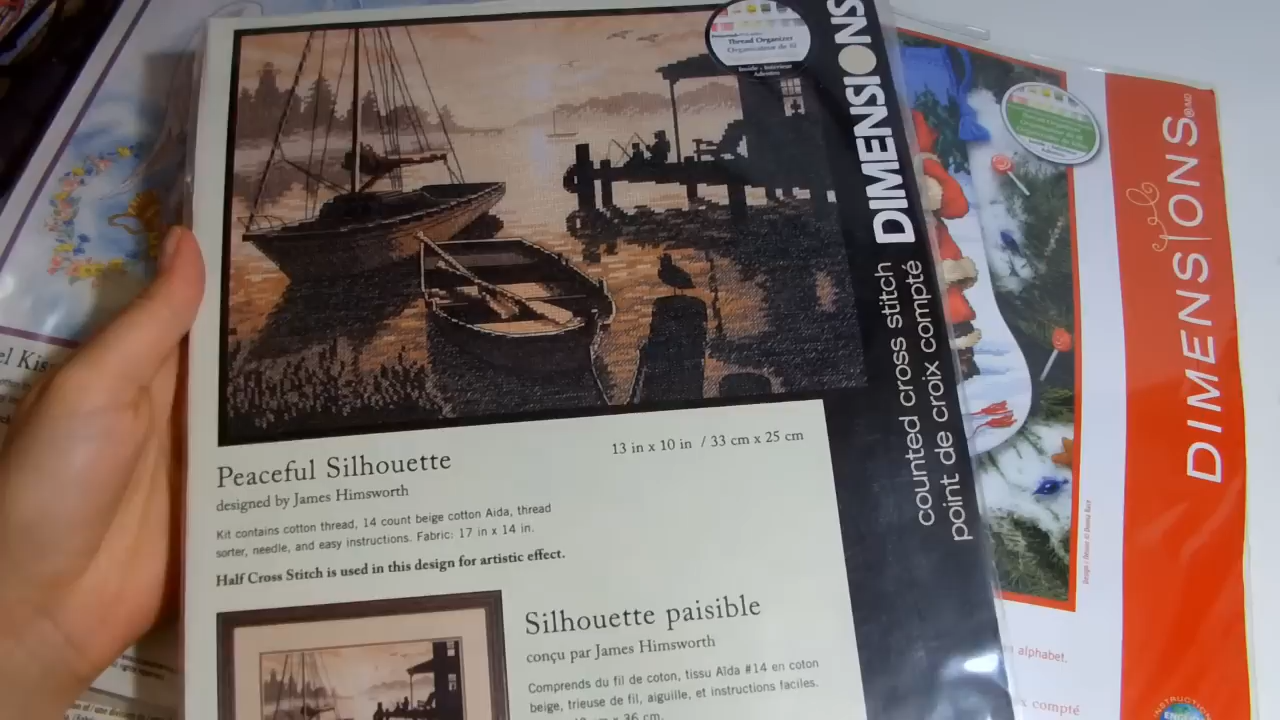 Thread Organizer
Organisateur de fil
DIMENSIONS
counted cross stitch
point de croix compté
Peaceful Silhouette
13 in x 10 in / 33 cm x 25 cm
designed by James Himsworth
Kit contains cotton thread, 14 count beige cotton Aida, thread
sorter, needle, and easy instructions. Fabric: 17 in x 14 in.
Half Cross Stitch is used in this design for artistic effect.
Silhouette paisible
conçu par James Himsworth
Comprends du fil de coton, tissu Aïda #14 en coton
beige, trieuse de fil, aiguille, et instructions faciles.
36 cm.
DIMENSIONS
alphabet,
compté